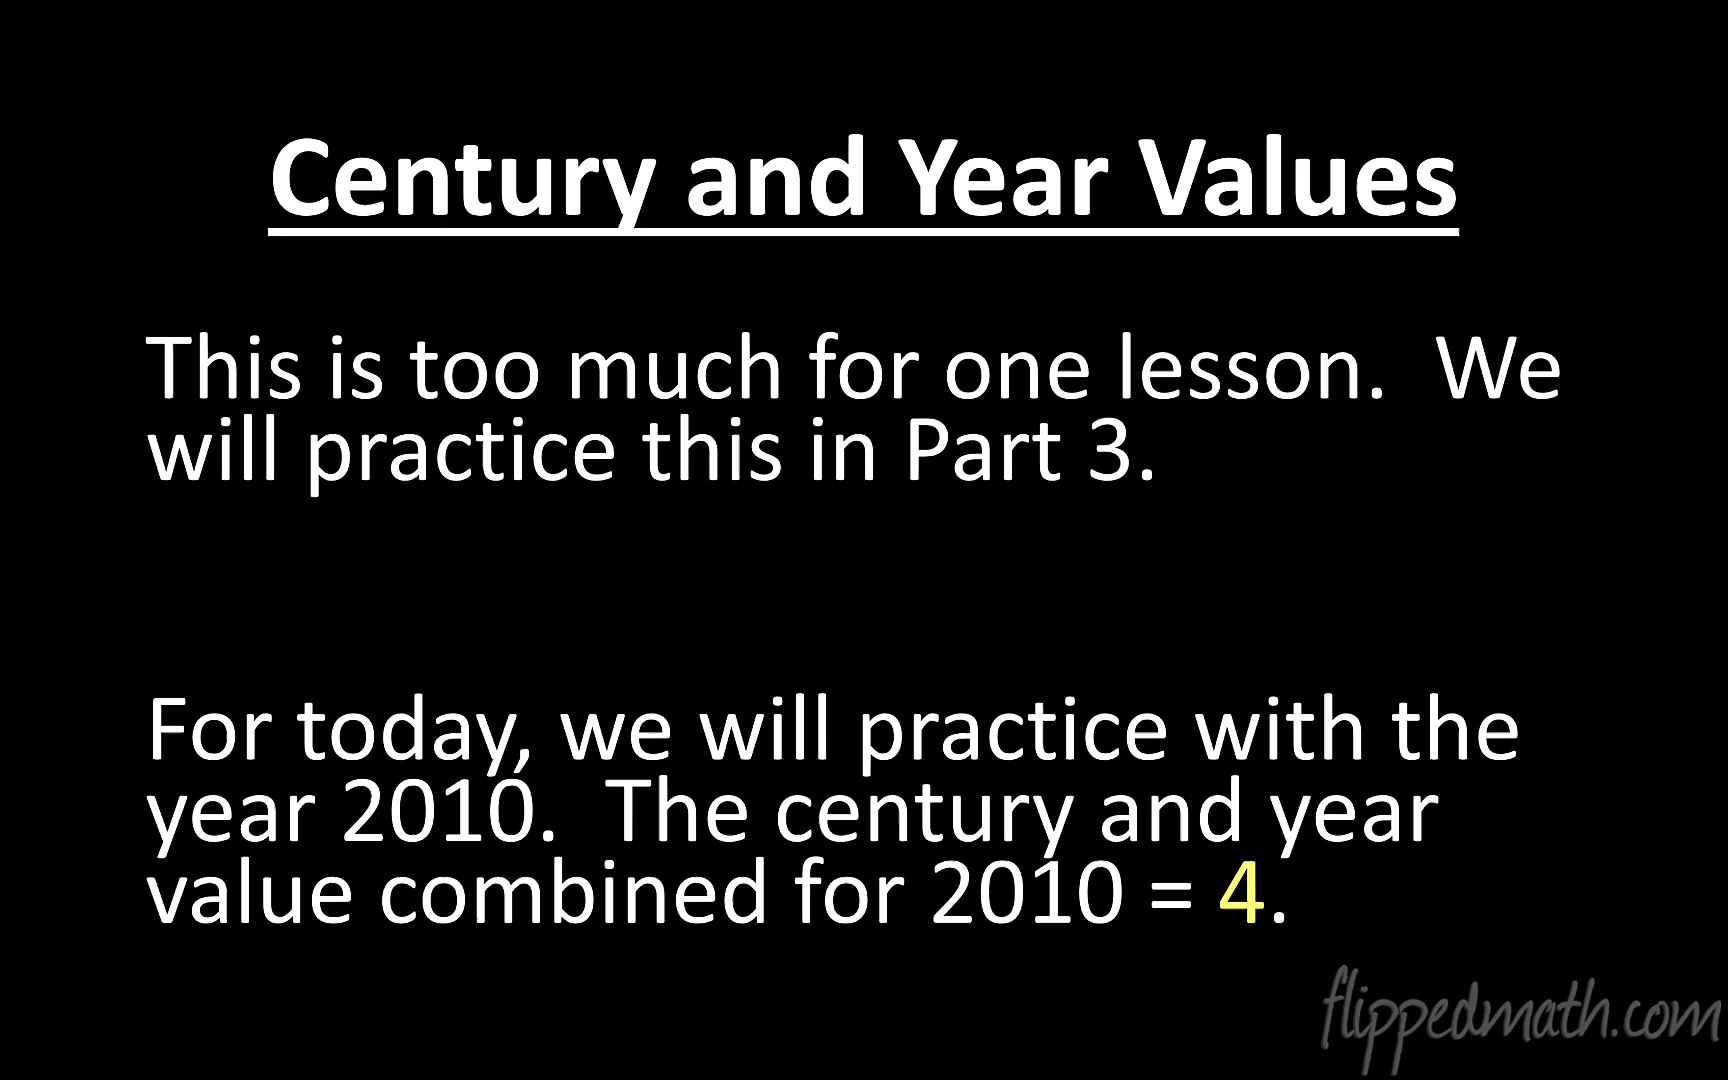 Century and Year Values
This is too much for one lesson.  We
will practice this in Part 3.
For today, we will practice with the
year 2010.  The century and year
value combined for 2010 = 4.
flippedmath.com